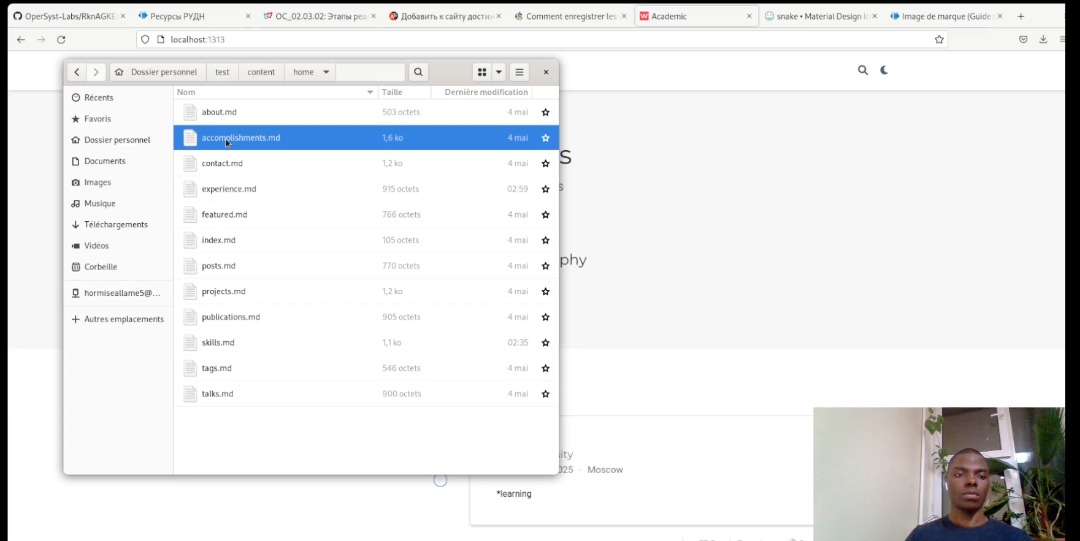 OperSyst-Labs/RknAGKE
Ресурсы РУДН
OC_02.03.02: Этапы реа
Добавить к сайту дости
Comment enregistrer les
Academic
snake • Material Design Ic
Image de marque (Guide
localhost:1313
Dossier personnel test content home
Récents
Favoris
Dossier personnel
Documents
Images
Musique
Téléchargements
Vidéos
Corbeille
hormiseallame5@...
Autres emplacements
Nom Taille Dernière modification
about.md 503 octets 4 mai
accomplishments.md 1,6 ko 4 mai
contact.md 1,2 ko 4 mai
experience.md 915 octets 02:59
featured.md 766 octets 4 mai
index.md 105 octets 4 mai
posts.md 770 octets 4 mai
projects.md 1,2 ko 4 mai
publications.md 905 octets 4 mai
skills.md 1,1 ko 02:35
tags.md 546 octets 4 mai
talks.md 900 octets 4 mai
s
s
phy
sity
025 · Moscow
*learning